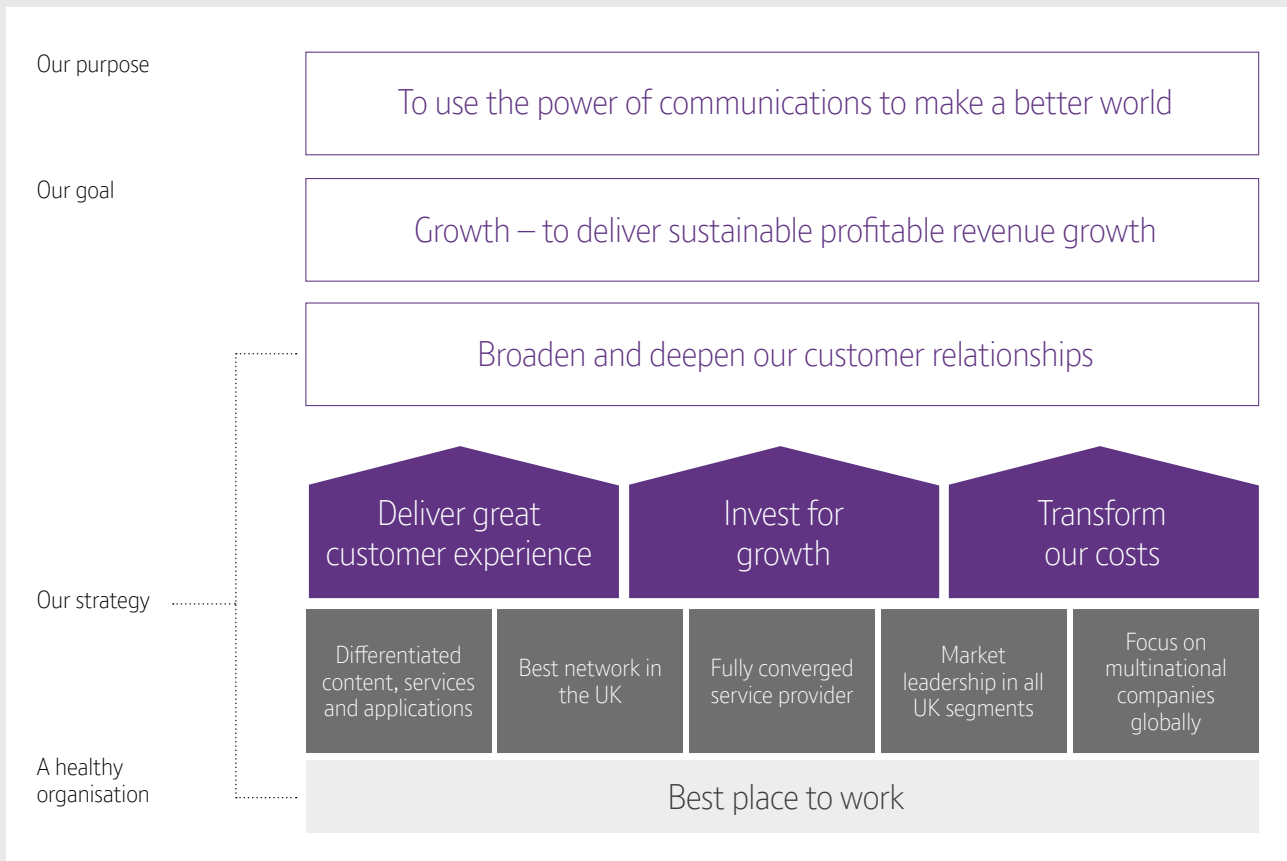 Our purpose
To use the power of communications to make a better world
Our goal
Growth – to deliver sustainable profitable revenue growth
Broaden and deepen our customer relationships
Deliver great
customer experience
Invest for
growth
Transform
our costs
Our strategy
Differentiated
content, services
and applications
Best network in
the UK
Fully converged
service provider
Market
leadership in all
UK segments
Focus on
multinational
companies
globally
A healthy
organisation
Best place to work